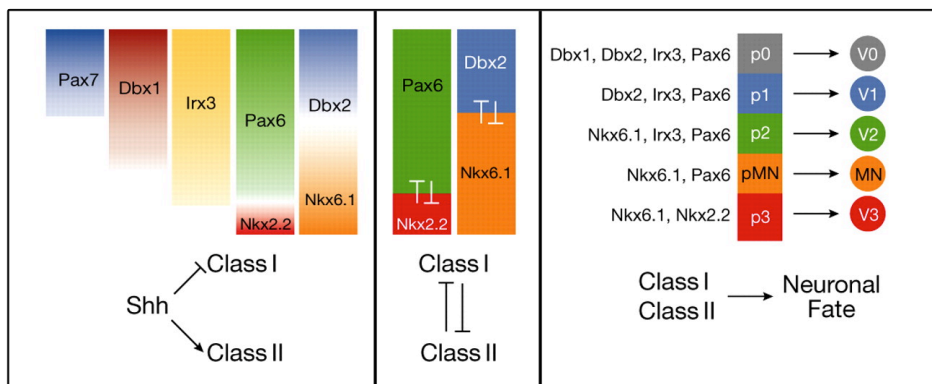 Pax7
Dbx1
Irx3
Pax6
Dbx2
Nkx2.2
Nkx6.1
Shh
Class I
Class II
Pax6
Dbx2
Nkx2.2
Nkx6.1
Class I
Class II
Dbx1, Dbx2, Irx3, Pax6 p0 V0
Dbx2, Irx3, Pax6 p1 V1
Nkx6.1, Irx3, Pax6 p2 V2
Nkx6.1, Pax6 pMN MN
Nkx6.1, Nkx2.2 p3 V3
Class I
Class II
Neuronal
Fate